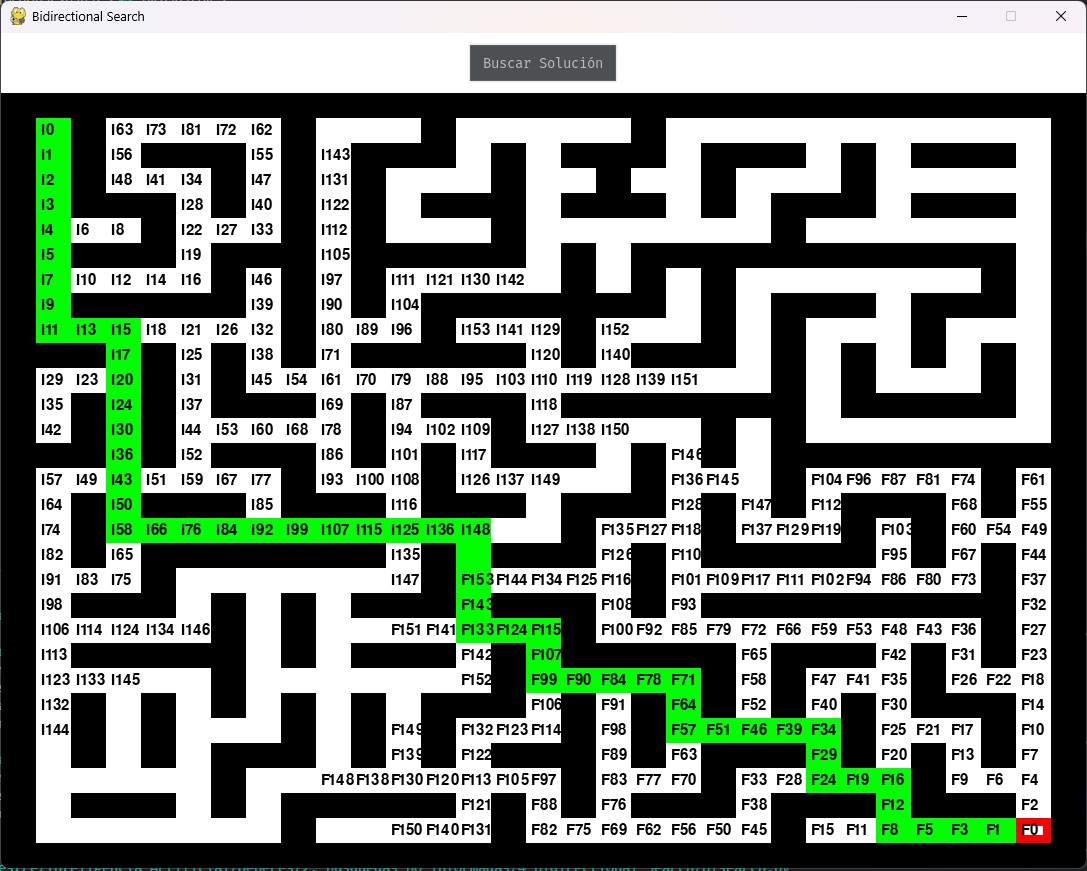 Bidirectional Search
Buscar Solución
I0 I63 I73 I81 I72 I62
I1 I56 I55 I143
I2 I48 I41 I34 I47 I131
I3 I28 I40 I122
I4 I6 I8 I22 I27 I33 I112
I5 I19 I105
I7 I10 I12 I14 I16 I46 I97 I111 I121 I130 I142
I9 I39 I90 I104
I11 I13 I15 I18 I21 I26 I32 I80 I89 I96 I153 I141 I129 I152
I17 I25 I38 I71 I120 I140
I29 I23 I20 I31 I45 I54 I61 I70 I79 I88 I95 I103 I110 I119 I128 I139 I151
I35 I24 I37 I69 I87 I118
I42 I30 I44 I53 I60 I68 I78 I94 I102 I109 I127 I138 I150
I36 I52 I86 I101 I117 F146
I57 I49 I43 I51 I59 I67 I77 I93 I100 I108 I126 I137 I149 F136 F145 F104 F96 F87 F81 F74 F61
I64 I50 I85 I116 F128 F147 F112 F68 F55
I74 I58 I66 I76 I84 I92 I99 I107 I115 I125 I136 I148 F135 F127 F118 F137 F129 F119 F103 F60 F54 F49
I82 I65 I135 F126 F110 F95 F67 F44
I91 I83 I75 I147 F153 F144 F134 F125 F116 F101 F109 F117 F111 F102 F94 F86 F80 F73 F37
I98 F143 F108 F93 F32
I106 I114 I124 I134 I146 F151 F141 F133 F124 F115 F100 F92 F85 F79 F72 F66 F59 F53 F48 F43 F36 F27
I113 F142 F107 F65 F42 F31 F23
I123 I133 I145 F152 F99 F90 F84 F78 F71 F58 F47 F41 F35 F26 F22 F18
I132 F106 F91 F64 F52 F40 F30 F14
I144 F149 F132 F123 F114 F98 F57 F51 F46 F39 F34 F25 F21 F17 F10
F139 F122 F89 F63 F29 F20 F13 F7
F148 F138 F130 F120 F113 F105 F97 F83 F77 F70 F33 F28 F24 F19 F16 F9 F6 F4
F121 F88 F76 F38 F12 F2
F150 F140 F131 F82 F75 F69 F62 F56 F50 F45 F15 F11 F8 F5 F3 F1 F0